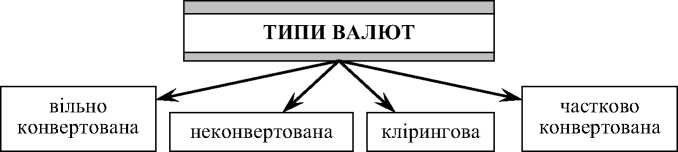 ТИПИ ВАЛЮТ
вільно
конвертована
неконвертована
клірингова
частково
конвертована